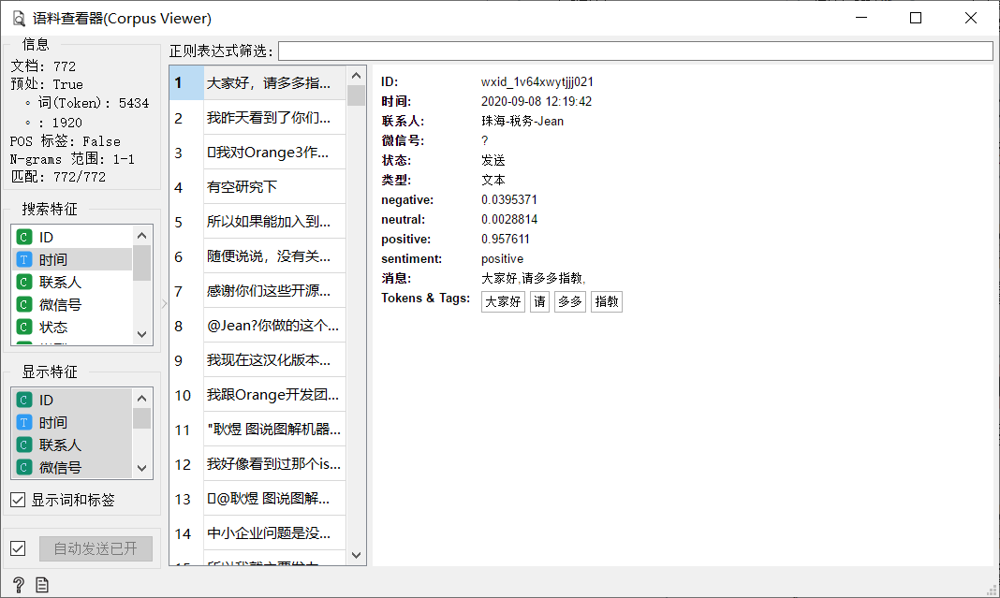 语料查看器(Corpus Viewer)
信息
文档: 772
预处: True
◦ 词(Token): 5434
◦ : 1920
POS 标签: False
N-grams 范围: 1-1
匹配: 772/772
搜索特征
C ID
T 时间
C 联系人
C 微信号
C 状态
显示特征
C ID
T 时间
C 联系人
C 微信号
显示词和标签
自动发送已开
正则表达式筛选:
1 大家好，请多多指...
2 我昨天看到了你们...
3 我对Orange3作...
4 有空研究下
5 所以如果能加入到...
6 随便说说，没有关...
7 感谢你们这些开源...
8 @Jean?你做的这个...
9 我现在这汉化版本...
10 我跟Orange开发团...
11 "耿煜 图说图解机器...
12 我好像看到过那个is...
13 @耿煜 图说图解...
14 中小企业问题是没...
ID: wxid_1v64xwytjjj021
时间: 2020-09-08 12:19:42
联系人: 珠海-税务-Jean
微信号: ?
状态: 发送
类型: 文本
negative: 0.0395371
neutral: 0.0028814
positive: 0.957611
sentiment: positive
消息: 大家好,请多多指教,
Tokens & Tags: 大家好 请 多多 指教